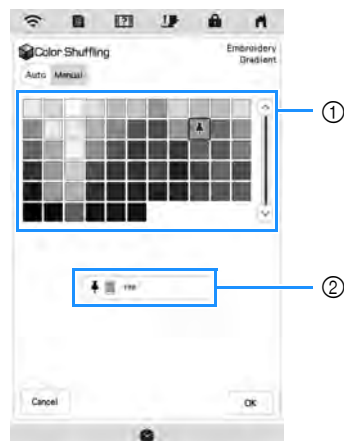 Color Shuffling
Embroidery
Gradient
Auto Manual
①
②
Cancel OK